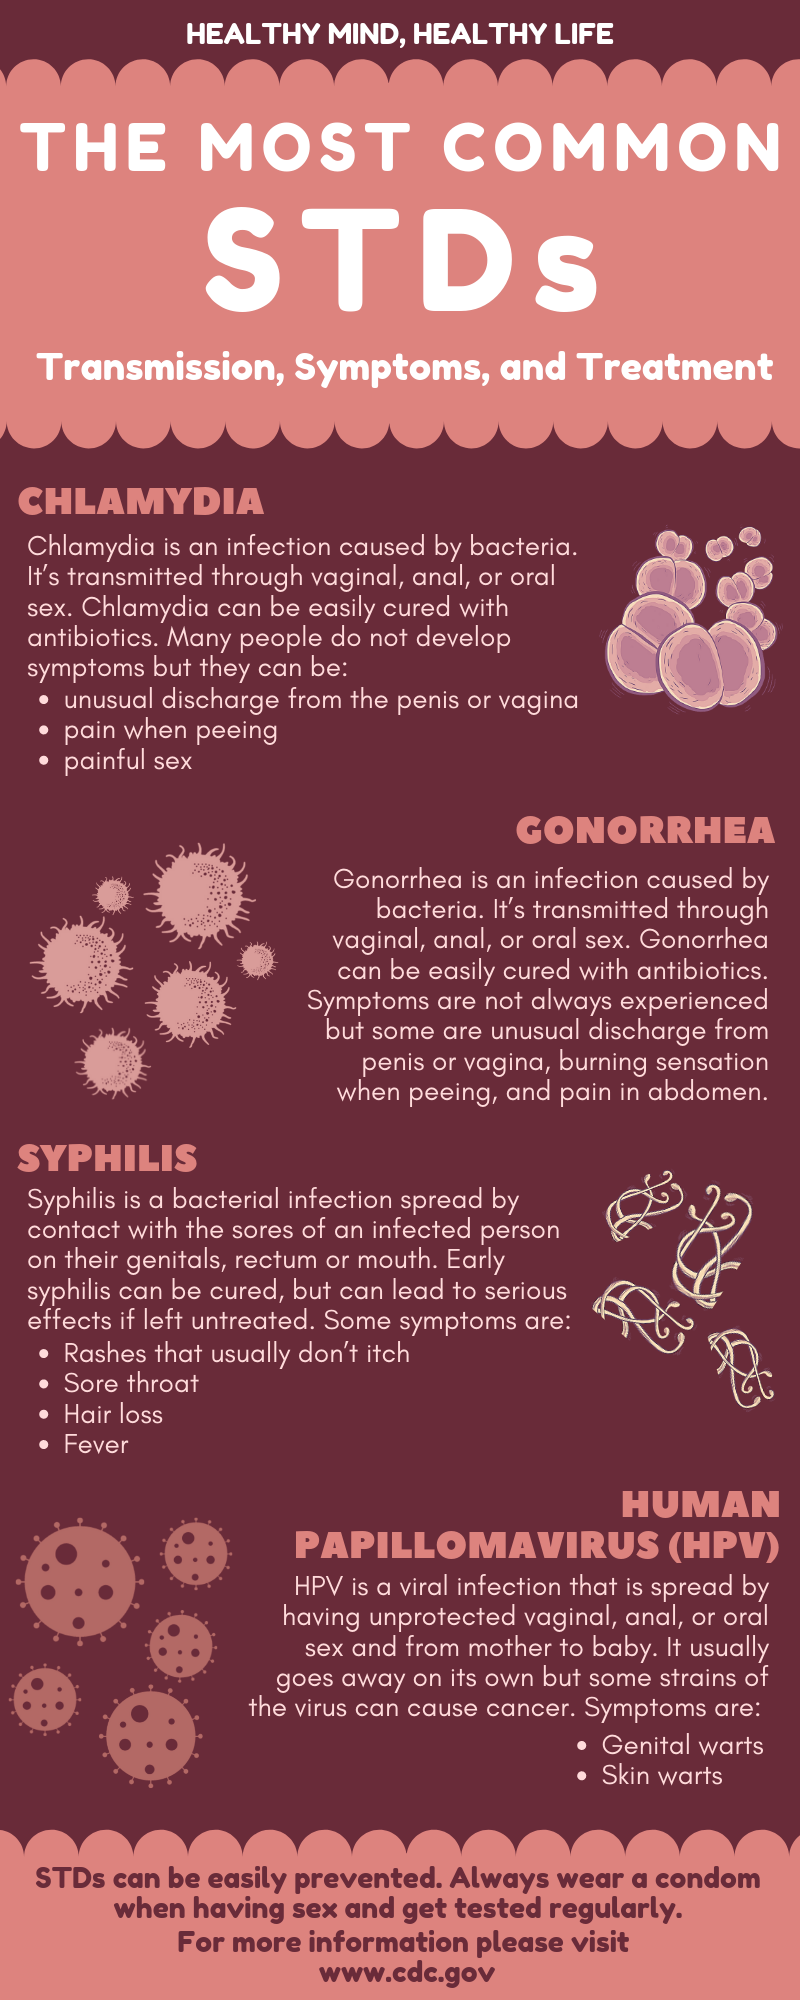 HEALTHY MIND, HEALTHY LIFE
THE MOST COMMON
STDs
Transmission, Symptoms, and Treatment
CHLAMYDIA
Chlamydia is an infection caused by bacteria.
It’s transmitted through vaginal, anal, or oral
sex. Chlamydia can be easily cured with
antibiotics. Many people do not develop
symptoms but they can be:
• unusual discharge from the penis or vagina
• pain when peeing
• painful sex
GONORRHEA
Gonorrhea is an infection caused by
bacteria. It’s transmitted through
vaginal, anal, or oral sex. Gonorrhea
can be easily cured with antibiotics.
Symptoms are not always experienced
but some are unusual discharge from
penis or vagina, burning sensation
when peeing, and pain in abdomen.
SYPHILIS
Syphilis is a bacterial infection spread by
contact with the sores of an infected person
on their genitals, rectum or mouth. Early
syphilis can be cured, but can lead to serious
effects if left untreated. Some symptoms are:
• Rashes that usually don’t itch
• Sore throat
• Hair loss
• Fever
HUMAN
PAPILLOMAVIRUS (HPV)
HPV is a viral infection that is spread by
having unprotected vaginal, anal, or oral
sex and from mother to baby. It usually
goes away on its own but some strains of
the virus can cause cancer. Symptoms are:
• Genital warts
• Skin warts
STDs can be easily prevented. Always wear a condom
when having sex and get tested regularly.
For more information please visit
www.cdc.gov